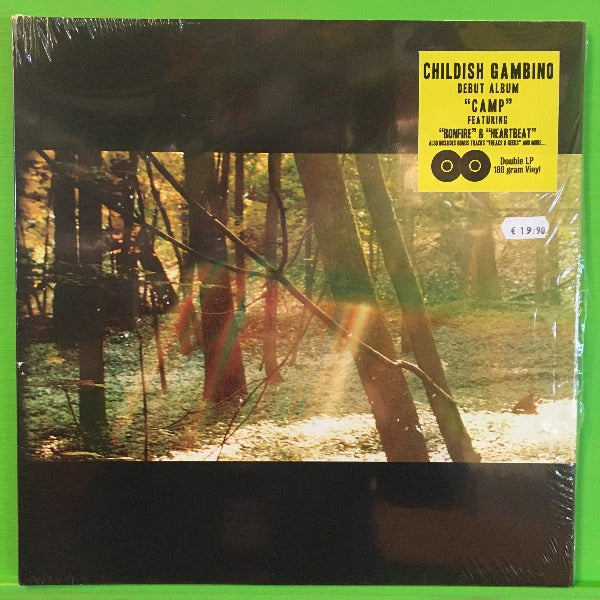 CHILDISH GAMBINO
DEBUT ALBUM
"CAMP"
FEATURING
"BONFIRE" & "HEARTBEAT"
ALSO INCLUDES BONUS TRACKS "FREAKS & GEEKS" AND MORE...
Double LP
180 gram Vinyl
€ 19.90